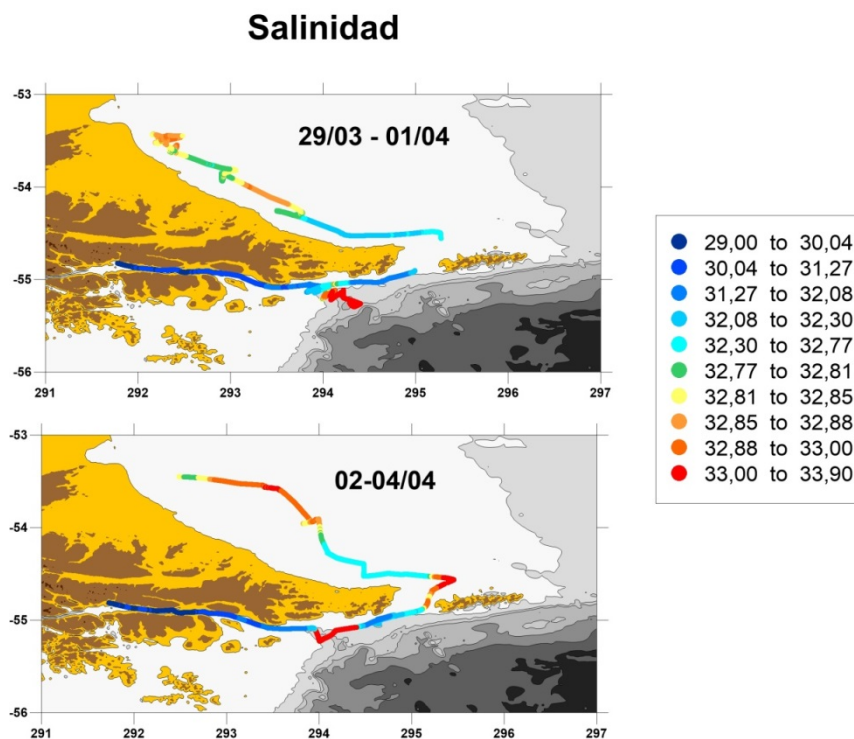 Salinidad
-53
29/03 - 01/04
-54
-55
-56
291 292 293 294 295 296 297
-53
02-04/04
-54
-55
-56
291 292 293 294 295 296 297
29,00 to 30,04
30,04 to 31,27
31,27 to 32,08
32,08 to 32,30
32,30 to 32,77
32,77 to 32,81
32,81 to 32,85
32,85 to 32,88
32,88 to 33,00
33,00 to 33,90